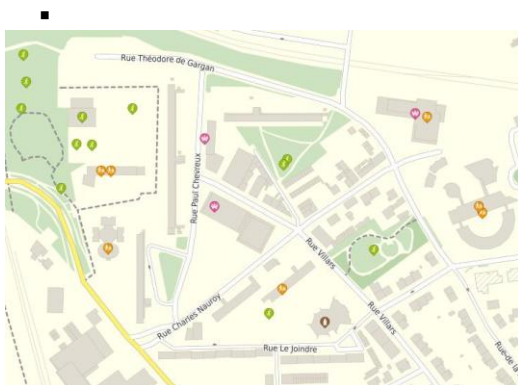 Rue Théodore de Gargan
Rue Paul Chevreux
Rue Villars
Rue Villars
Rue Charles Nauroy
Rue Le Joindre
Rue de la